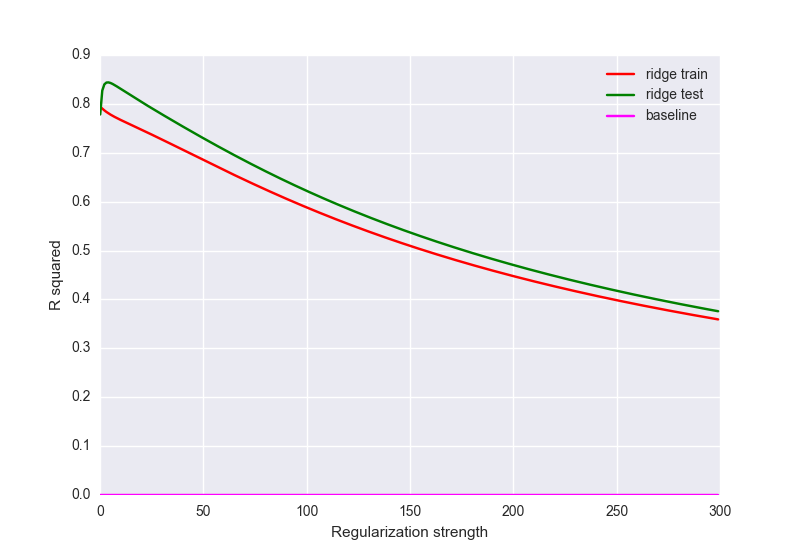 0.9
0.8
0.7
0.6
0.5
0.4
0.3
0.2
0.1
0.0
R squared
ridge train
ridge test
baseline
0 50 100 150 200 250 300
Regularization strength